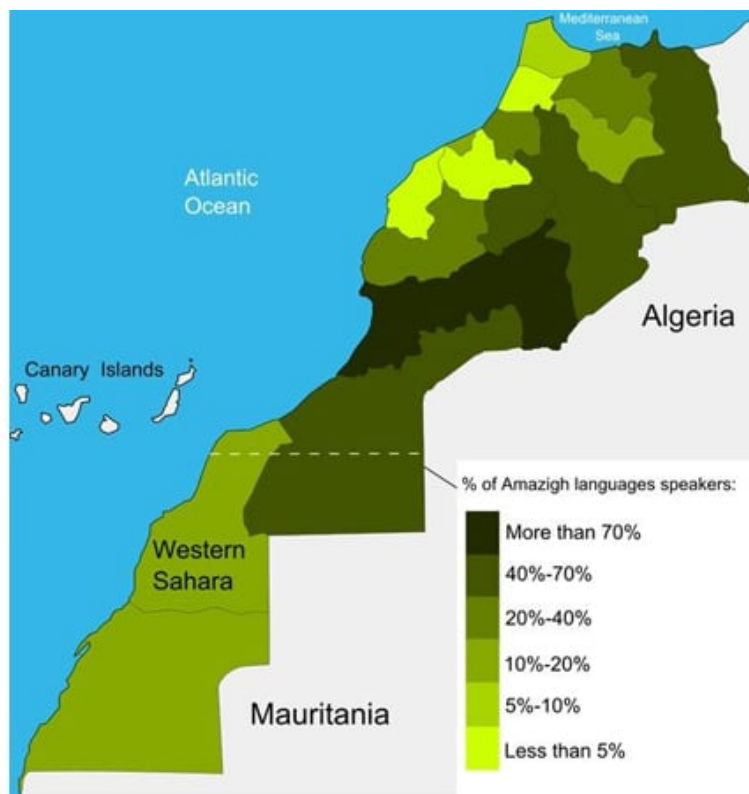 Mediterranean
Sea
Atlantic
Ocean
Algeria
Canary Islands
% of Amazigh languages speakers:
More than 70%
40%-70%
20%-40%
10%-20%
5%-10%
Less than 5%
Western
Sahara
Mauritania